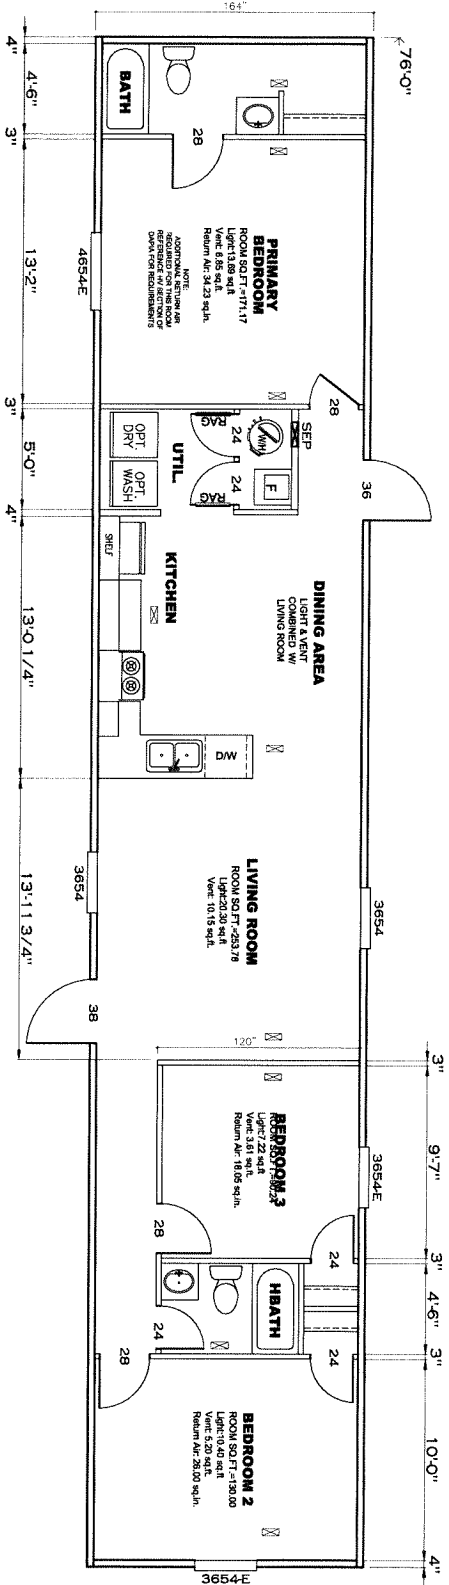 164"
76'-0"
4"
4'-6"
3"
13'-2"
3"
5'-0"
4"
13'-0 1/4"
13'-11 3/4"
BATH
28
PRIMARY
BEDROOM
ROOM SQ.FT.=171.17
Light:13.69 sq.ft
Vent: 6.85 sq.ft.
Return Air: 34.23 sq.in.
NOTE:
ADDITIONAL RETURN AIR
REQUIRED FOR THIS ROOM
REFERENCE HV SECTION OF
DAPIA FOR REQUIREMENTS
4654-E
28
SEP
W/H
F
24
24
RAG
RAG
OPT.
DRY
OPT.
WASH
UTIL.
36
SHELF
KITCHEN
DINING AREA
LIGHT & VENT
COMBINED W/
LIVING ROOM
D/W
3654
3654
LIVING ROOM
ROOM SQ.FT.=253.78
Light:20.30 sq.ft
Vent: 10.15 sq.ft.
38
120"
3"
9'-7"
3"
4'-6"
3"
10'-0"
4"
BEDROOM 3
ROOM SQ.FT.=90.24
Light:7.22 sq.ft
Vent: 3.61 sq.ft.
Return Air: 18.05 sq.in.
3654-E
28
24
HBATH
24
24
28
BEDROOM 2
ROOM SQ.FT.=130.00
Light:10.40 sq.ft
Vent: 5.20 sq.ft.
Return Air: 26.00 sq.in.
3654-E